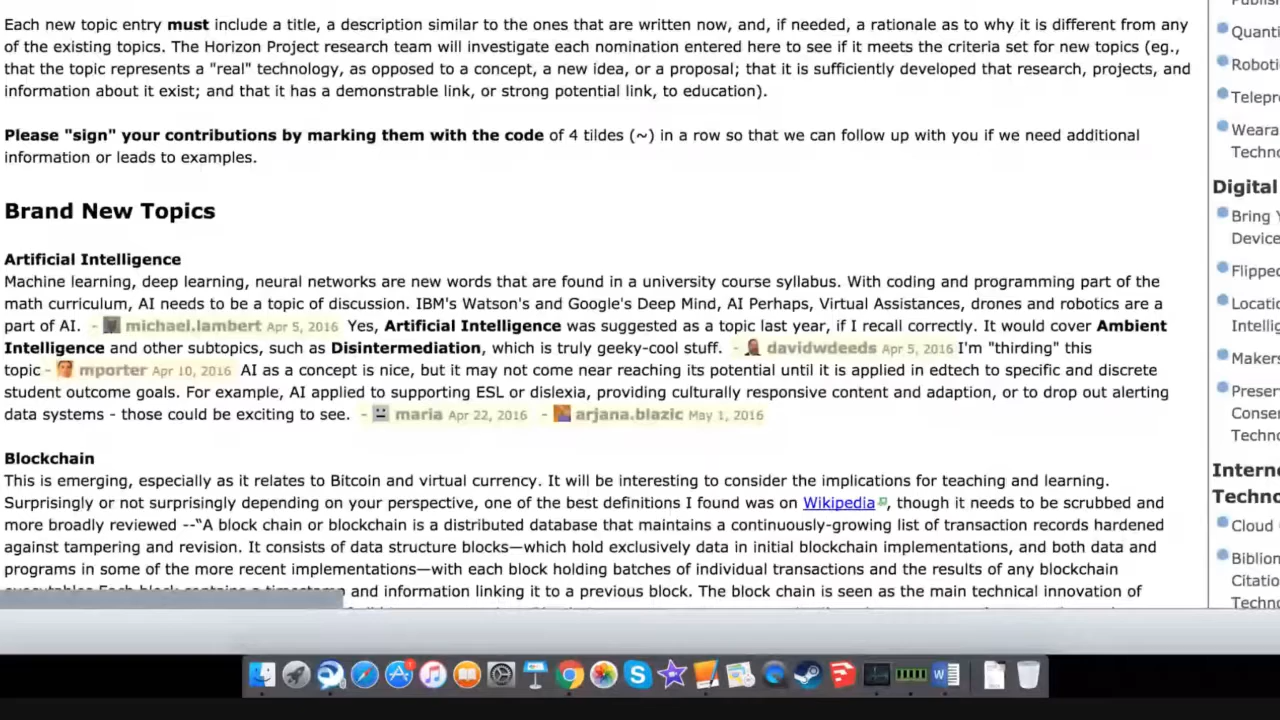 Each new topic entry must include a title, a description similar to the ones that are written now, and, if needed, a rationale as to why it is different from any
of the existing topics. The Horizon Project research team will investigate each nomination entered here to see if it meets the criteria set for new topics (eg.,
that the topic represents a "real" technology, as opposed to a concept, a new idea, or a proposal; that it is sufficiently developed that research, projects, and
information about it exist; and that it has a demonstrable link, or strong potential link, to education).
Please "sign" your contributions by marking them with the code of 4 tildes (~) in a row so that we can follow up with you if we need additional
information or leads to examples.
Brand New Topics
Artificial Intelligence
Machine learning, deep learning, neural networks are new words that are found in a university course syllabus. With coding and programming part of the
math curriculum, AI needs to be a topic of discussion. IBM's Watson's and Google's Deep Mind, AI Perhaps, Virtual Assistances, drones and robotics are a
part of AI. - michael.lambert Apr 5, 2016 Yes, Artificial Intelligence was suggested as a topic last year, if I recall correctly. It would cover Ambient
Intelligence and other subtopics, such as Disintermediation, which is truly geeky-cool stuff. - davidwdeeds Apr 5, 2016 I'm "thirding" this
topic - mporter Apr 10, 2016 AI as a concept is nice, but it may not come near reaching its potential until it is applied in edtech to specific and discrete
student outcome goals. For example, AI applied to supporting ESL or dislexia, providing culturally responsive content and adaption, or to drop out alerting
data systems - those could be exciting to see. - maria Apr 22, 2016 - arjana.blazic May 1, 2016
Blockchain
This is emerging, especially as it relates to Bitcoin and virtual currency. It will be interesting to consider the implications for teaching and learning.
Surprisingly or not surprisingly depending on your perspective, one of the best definitions I found was on Wikipedia, though it needs to be scrubbed and
more broadly reviewed --"A block chain or blockchain is a distributed database that maintains a continuously-growing list of transaction records hardened
against tampering and revision. It consists of data structure blocks—which hold exclusively data in initial blockchain implementations, and both data and
programs in some of the more recent implementations—with each block holding batches of individual transactions and the results of any blockchain
and information linking it to a previous block. The block chain is seen as the main technical innovation of
Quanti
Roboti
Telepre
Weara
Techno
Digital
Bring Y
Device
Flipped
Locatio
Intellig
Makers
Preser
Conser
Techno
Intern
Techno
Cloud
Biblion
Citatio
Techno